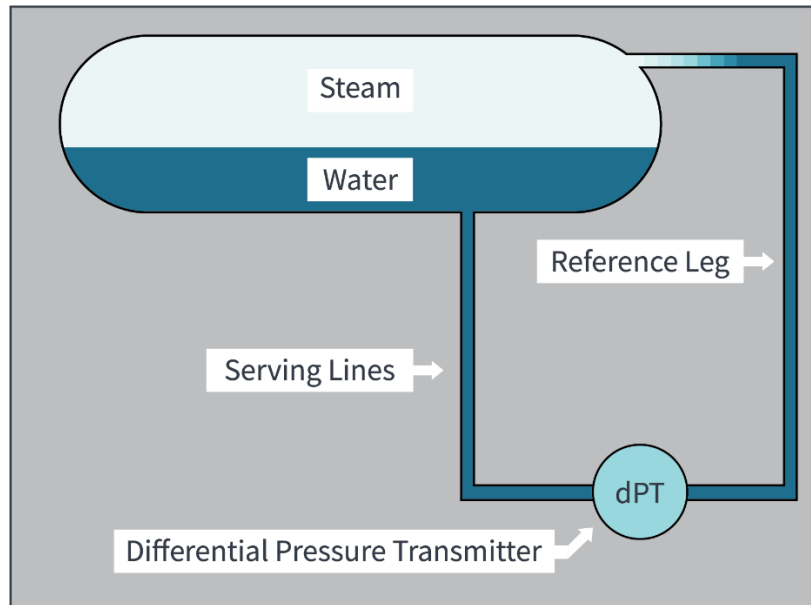 Steam
Water
Reference Leg
Serving Lines
dPT
Differential Pressure Transmitter